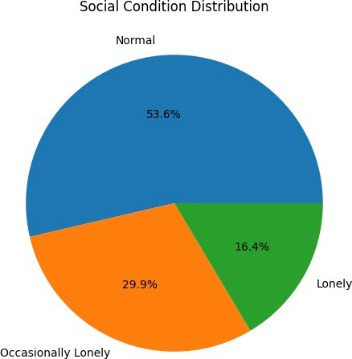 Social Condition Distribution
Normal
53.6%
16.4%
29.9%
Lonely
Occasionally Lonely